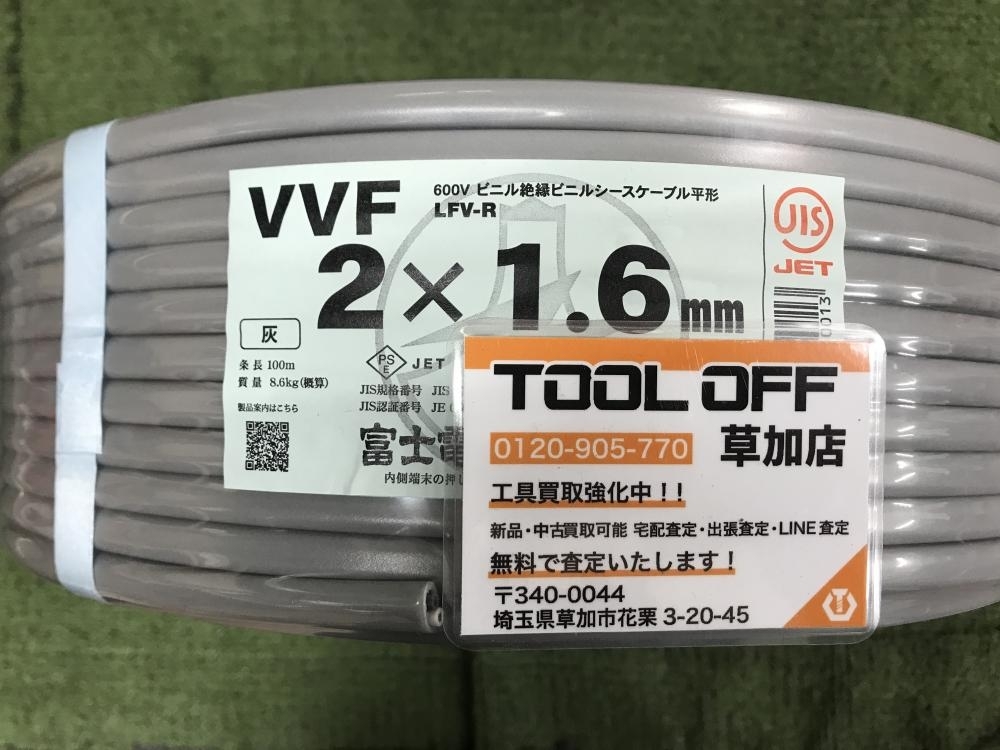 VVF
600V ビニル絶縁ビニルシースケーブル平形
LFV-R
2×1.6mm
灰
条長 100m
質量 8.6kg(概算)
製品案内はこちら
PS
E
JET
JIS規格番号 JIS
JIS認証番号 JE
富士電
内側端末の押し
JIS
JET
0013
TOOL OFF
0120-905-770 草加店
工具買取強化中!!
新品・中古買取可能 宅配査定・出張査定・LINE査定
無料で査定いたします!
〒340-0044
埼玉県草加市花栗 3-20-45